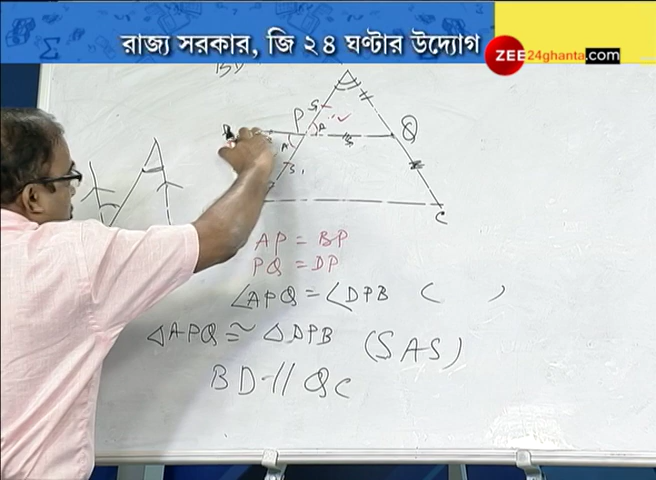 রাজ্য সরকার, জি ২৪ ঘণ্টার উদ্যোগ
ZEE24ghanta.com
P
Q
C
AP = BP
PQ = DP
∠APQ = ∠DPB ( )
△APQ ≅ △DPB (SAS)
BD // QC